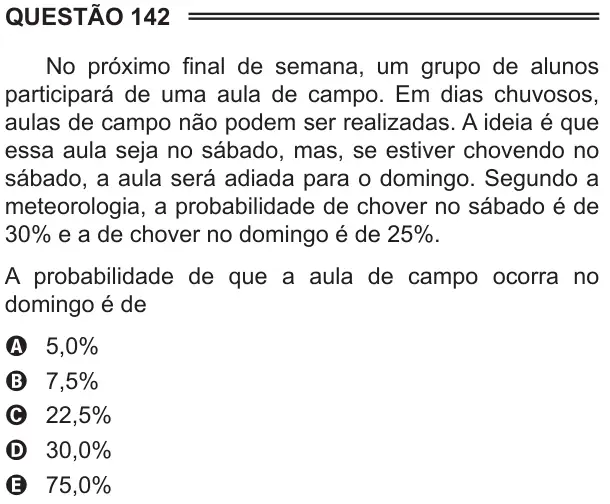 QUESTÃO 142
No próximo final de semana, um grupo de alunos
participará de uma aula de campo. Em dias chuvosos,
aulas de campo não podem ser realizadas. A ideia é que
essa aula seja no sábado, mas, se estiver chovendo no
sábado, a aula será adiada para o domingo. Segundo a
meteorologia, a probabilidade de chover no sábado é de
30% e a de chover no domingo é de 25%.
A probabilidade de que a aula de campo ocorra no
domingo é de
A 5,0%
B 7,5%
C 22,5%
D 30,0%
E 75,0%